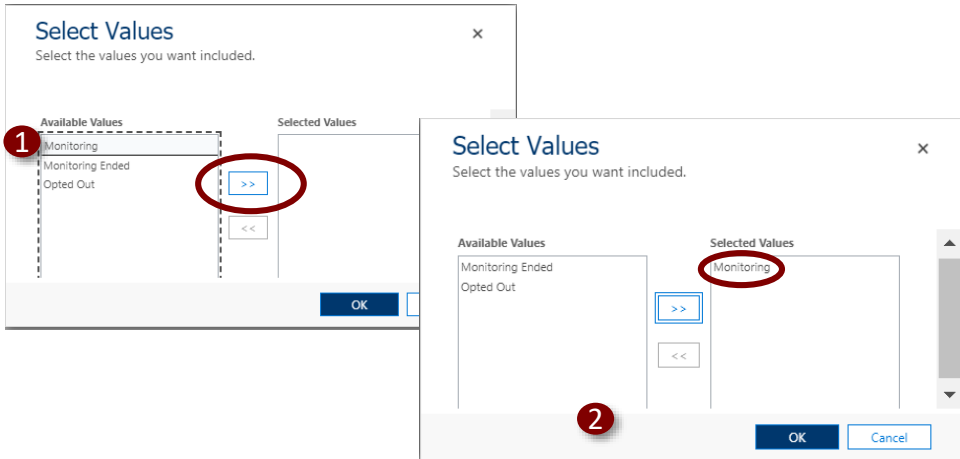 Select Values
×
Select the values you want included.
Available Values
Selected Values
1
Monitoring
Monitoring Ended
Opted Out
>>
<<
OK
Select Values
×
Select the values you want included.
Available Values
Selected Values
Monitoring Ended
Opted Out
>>
<<
Monitoring
2
OK
Cancel